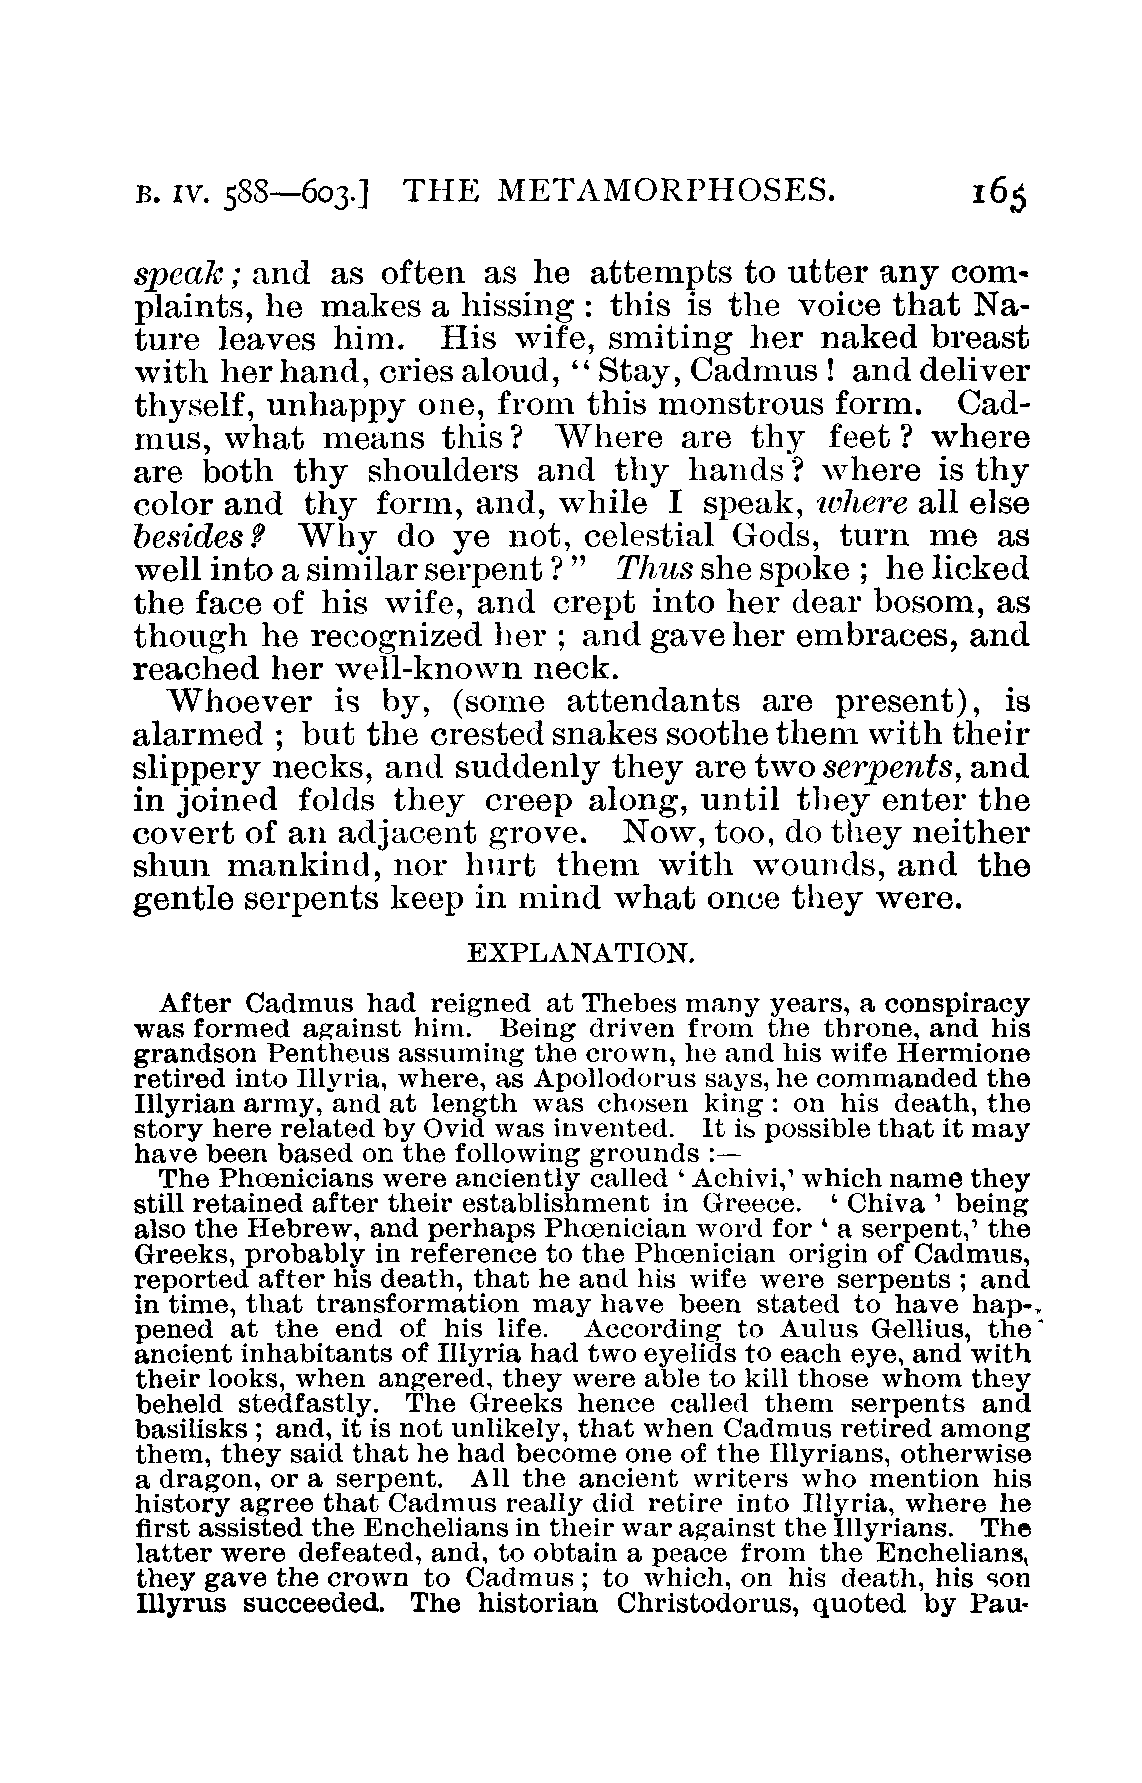 B. IV. 588—603.] THE METAMORPHOSES. 165
speak; and as often as he attempts to utter any com-
plaints, he makes a hissing: this is the voice that Na-
ture leaves him. His wife, smiting her naked breast
with her hand, cries aloud, “Stay, Cadmus! and deliver
thyself, unhappy one, from this monstrous form. Cad-
mus, what means this? Where are thy feet? where
are both thy shoulders and thy hands? where is thy
color and thy form, and, while I speak, where all else
besides? Why do ye not, celestial Gods, turn me as
well into a similar serpent?” Thus she spoke; he licked
the face of his wife, and crept into her dear bosom, as
though he recognized her; and gave her embraces, and
reached her well-known neck.
Whoever is by, (some attendants are present), is
alarmed; but the crested snakes soothe them with their
slippery necks, and suddenly they are two serpents, and
in joined folds they creep along, until they enter the
covert of an adjacent grove. Now, too, do they neither
shun mankind, nor hurt them with wounds, and the
gentle serpents keep in mind what once they were.
EXPLANATION.
After Cadmus had reigned at Thebes many years, a conspiracy
was formed against him. Being driven from the throne, and his
grandson Pentheus assuming the crown, he and his wife Hermione
retired into Illyria, where, as Apollodorus says, he commanded the
Illyrian army, and at length was chosen king: on his death, the
story here related by Ovid was invented. It is possible that it may
have been based on the following grounds:—
The Phœnicians were anciently called ‘Achivi,’ which name they
still retained after their establishment in Greece. ‘Chiva’ being
also the Hebrew, and perhaps Phœnician word for ‘a serpent,’ the
Greeks, probably in reference to the Phœnician origin of Cadmus,
reported after his death, that he and his wife were serpents; and
in time, that transformation may have been stated to have hap-
pened at the end of his life. According to Aulus Gellius, the
ancient inhabitants of Illyria had two eyelids to each eye, and with
their looks, when angered, they were able to kill those whom they
beheld stedfastly. The Greeks hence called them serpents and
basilisks; and, it is not unlikely, that when Cadmus retired among
them, they said that he had become one of the Illyrians, otherwise
a dragon, or a serpent. All the ancient writers who mention his
history agree that Cadmus really did retire into Illyria, where he
first assisted the Enchelians in their war against the Illyrians. The
latter were defeated, and, to obtain a peace from the Enchelians,
they gave the crown to Cadmus; to which, on his death, his son
Illyrus succeeded. The historian Christodorus, quoted by Pau-